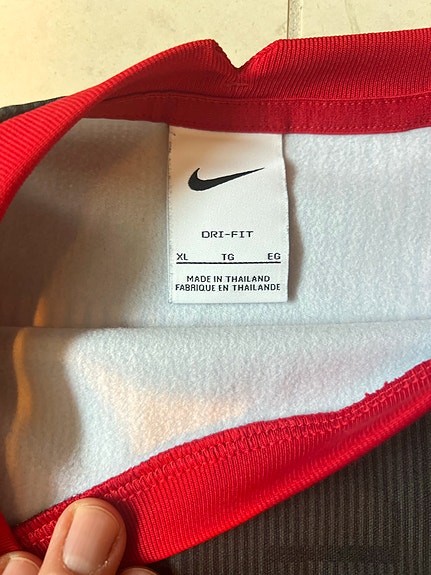 DRI-FIT
XL TG EG
MADE IN THAILAND
FABRIQUE EN THAILANDE